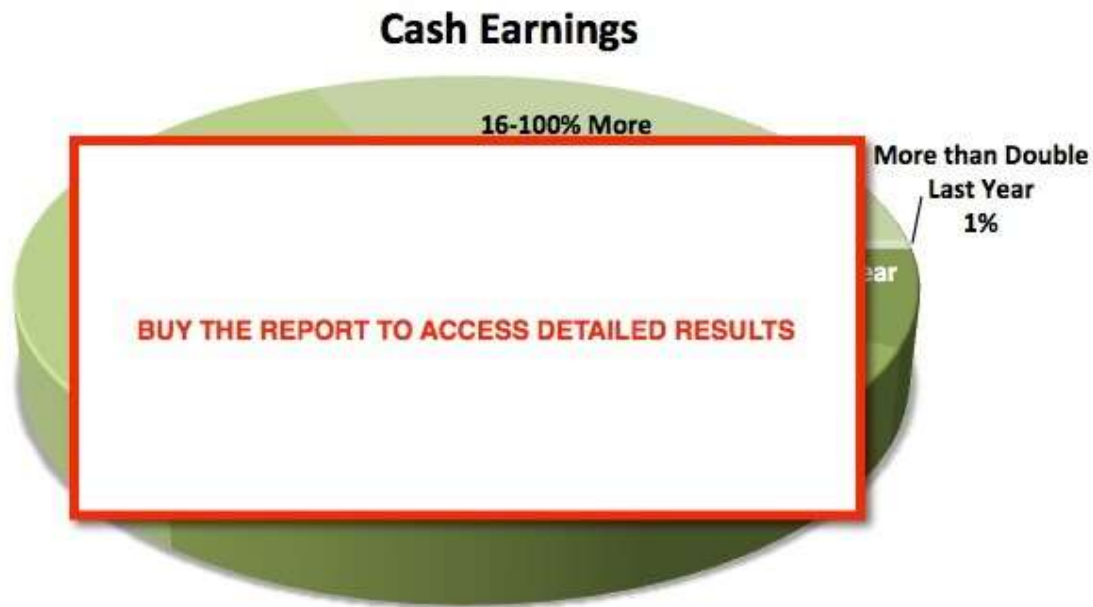 Cash Earnings
16-100% More
More than Double
Last Year
1%
BUY THE REPORT TO ACCESS DETAILED RESULTS